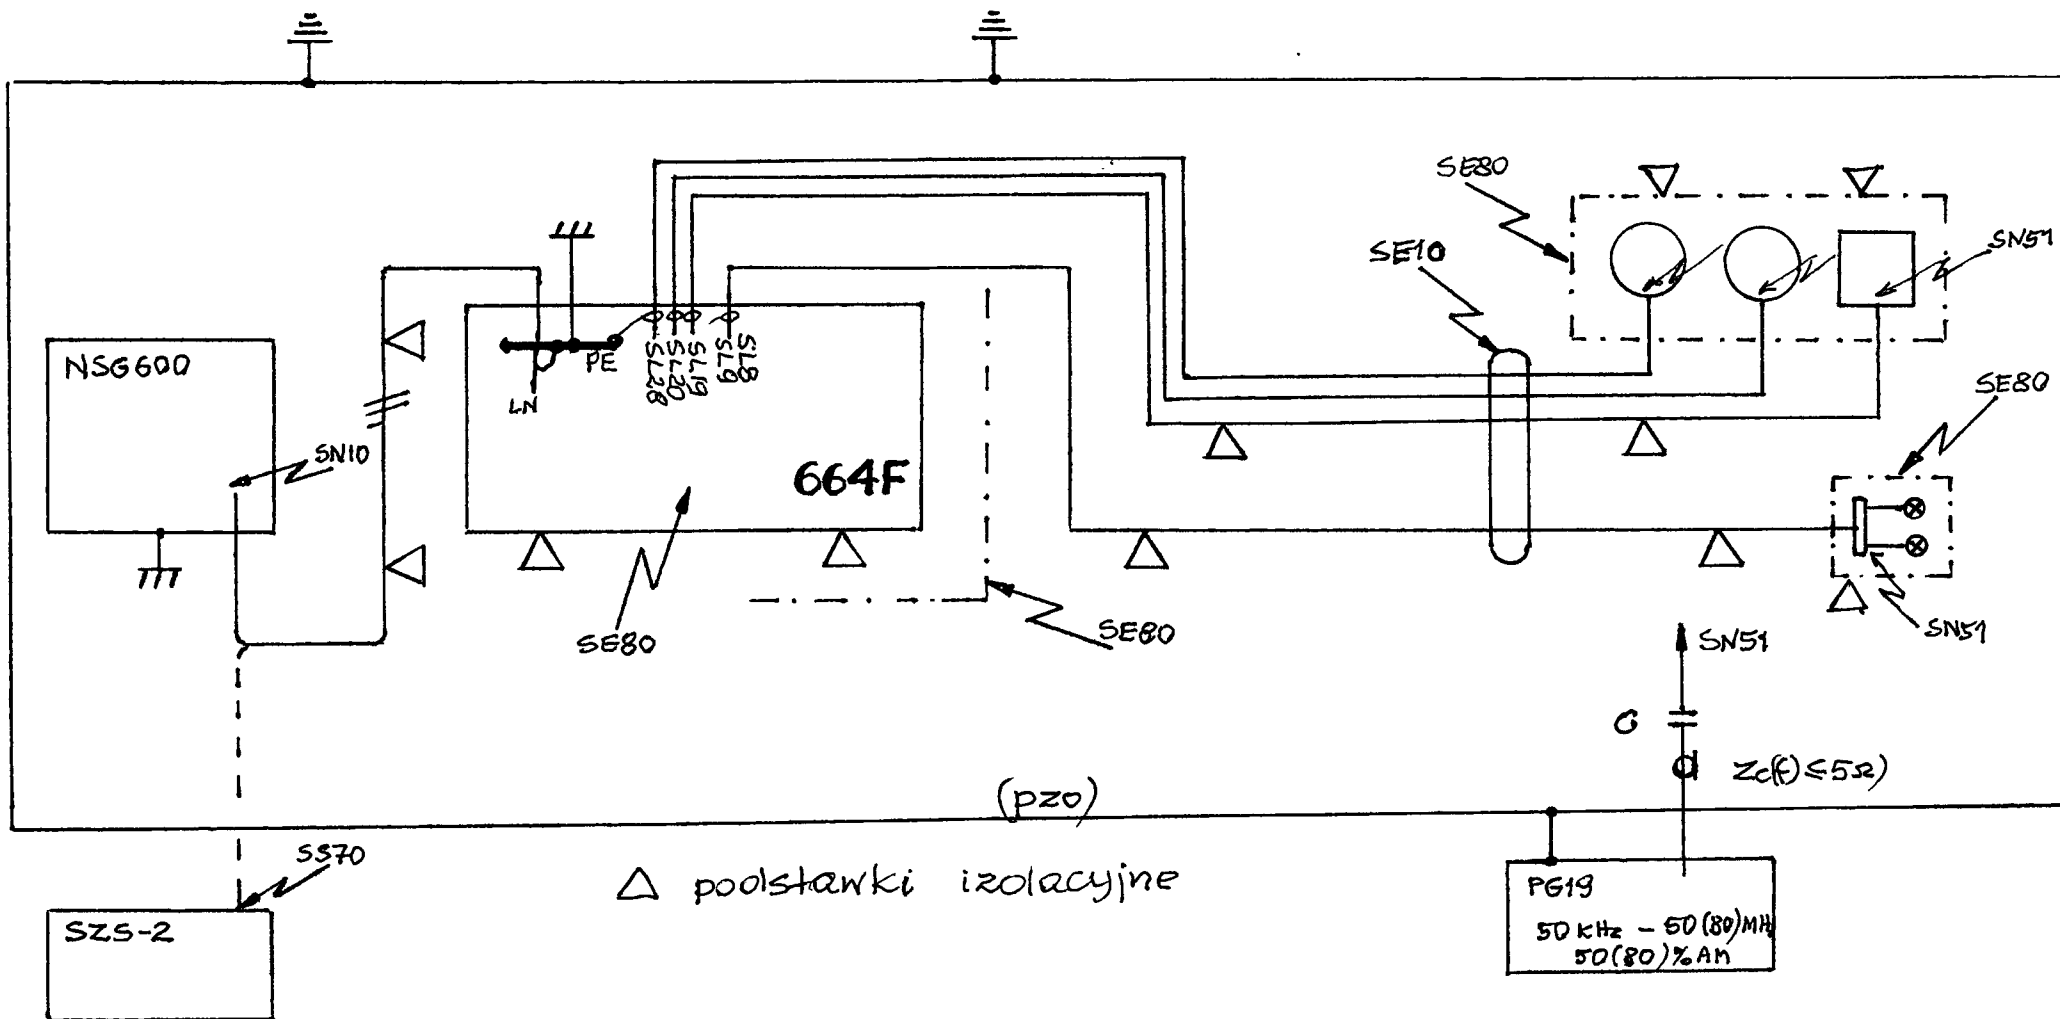 SE80
SE10
SN51
NSG600
LN
PE
SL28
SL20
SL19
SL9
SL8
SN10
664F
SE80
SE80
SE80
SN51
SN51
C
Zc(f)≤5Ω)
(pzo)
SS70
△ podstawki izolacyjne
SZS-2
PG19
50 kHz - 50(80)MHz
50(80)%AM